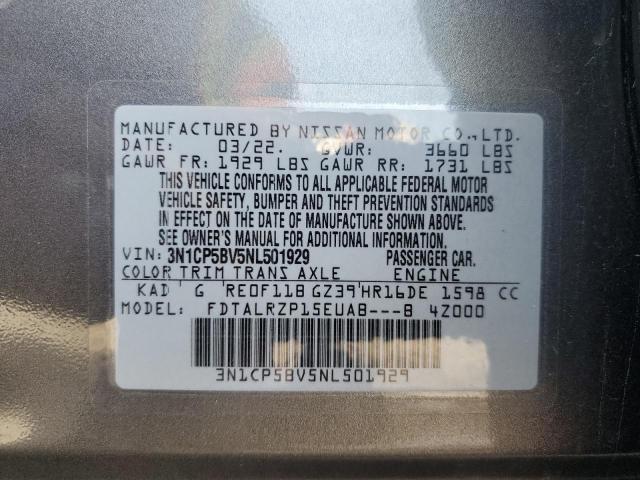 MANUFACTURED BY NISSAN MOTOR CO.,LTD.
DATE: 03/22. GVWR: 3660 LBS
GAWR FR: 1929 LBS GAWR RR: 1731 LBS
THIS VEHICLE CONFORMS TO ALL APPLICABLE FEDERAL MOTOR
VEHICLE SAFETY, BUMPER AND THEFT PREVENTION STANDARDS
IN EFFECT ON THE DATE OF MANUFACTURE SHOWN ABOVE.
SEE OWNER'S MANUAL FOR ADDITIONAL INFORMATION.
VIN: 3N1CP5BV5NL501929 PASSENGER CAR.
COLOR TRIM TRANS AXLE ENGINE
KAD G RE0F11B GZ39 HR16DE 1598 CC
MODEL: FDTALRZP15EUAB---B 4Z000
3N1CP5BV5NL501929